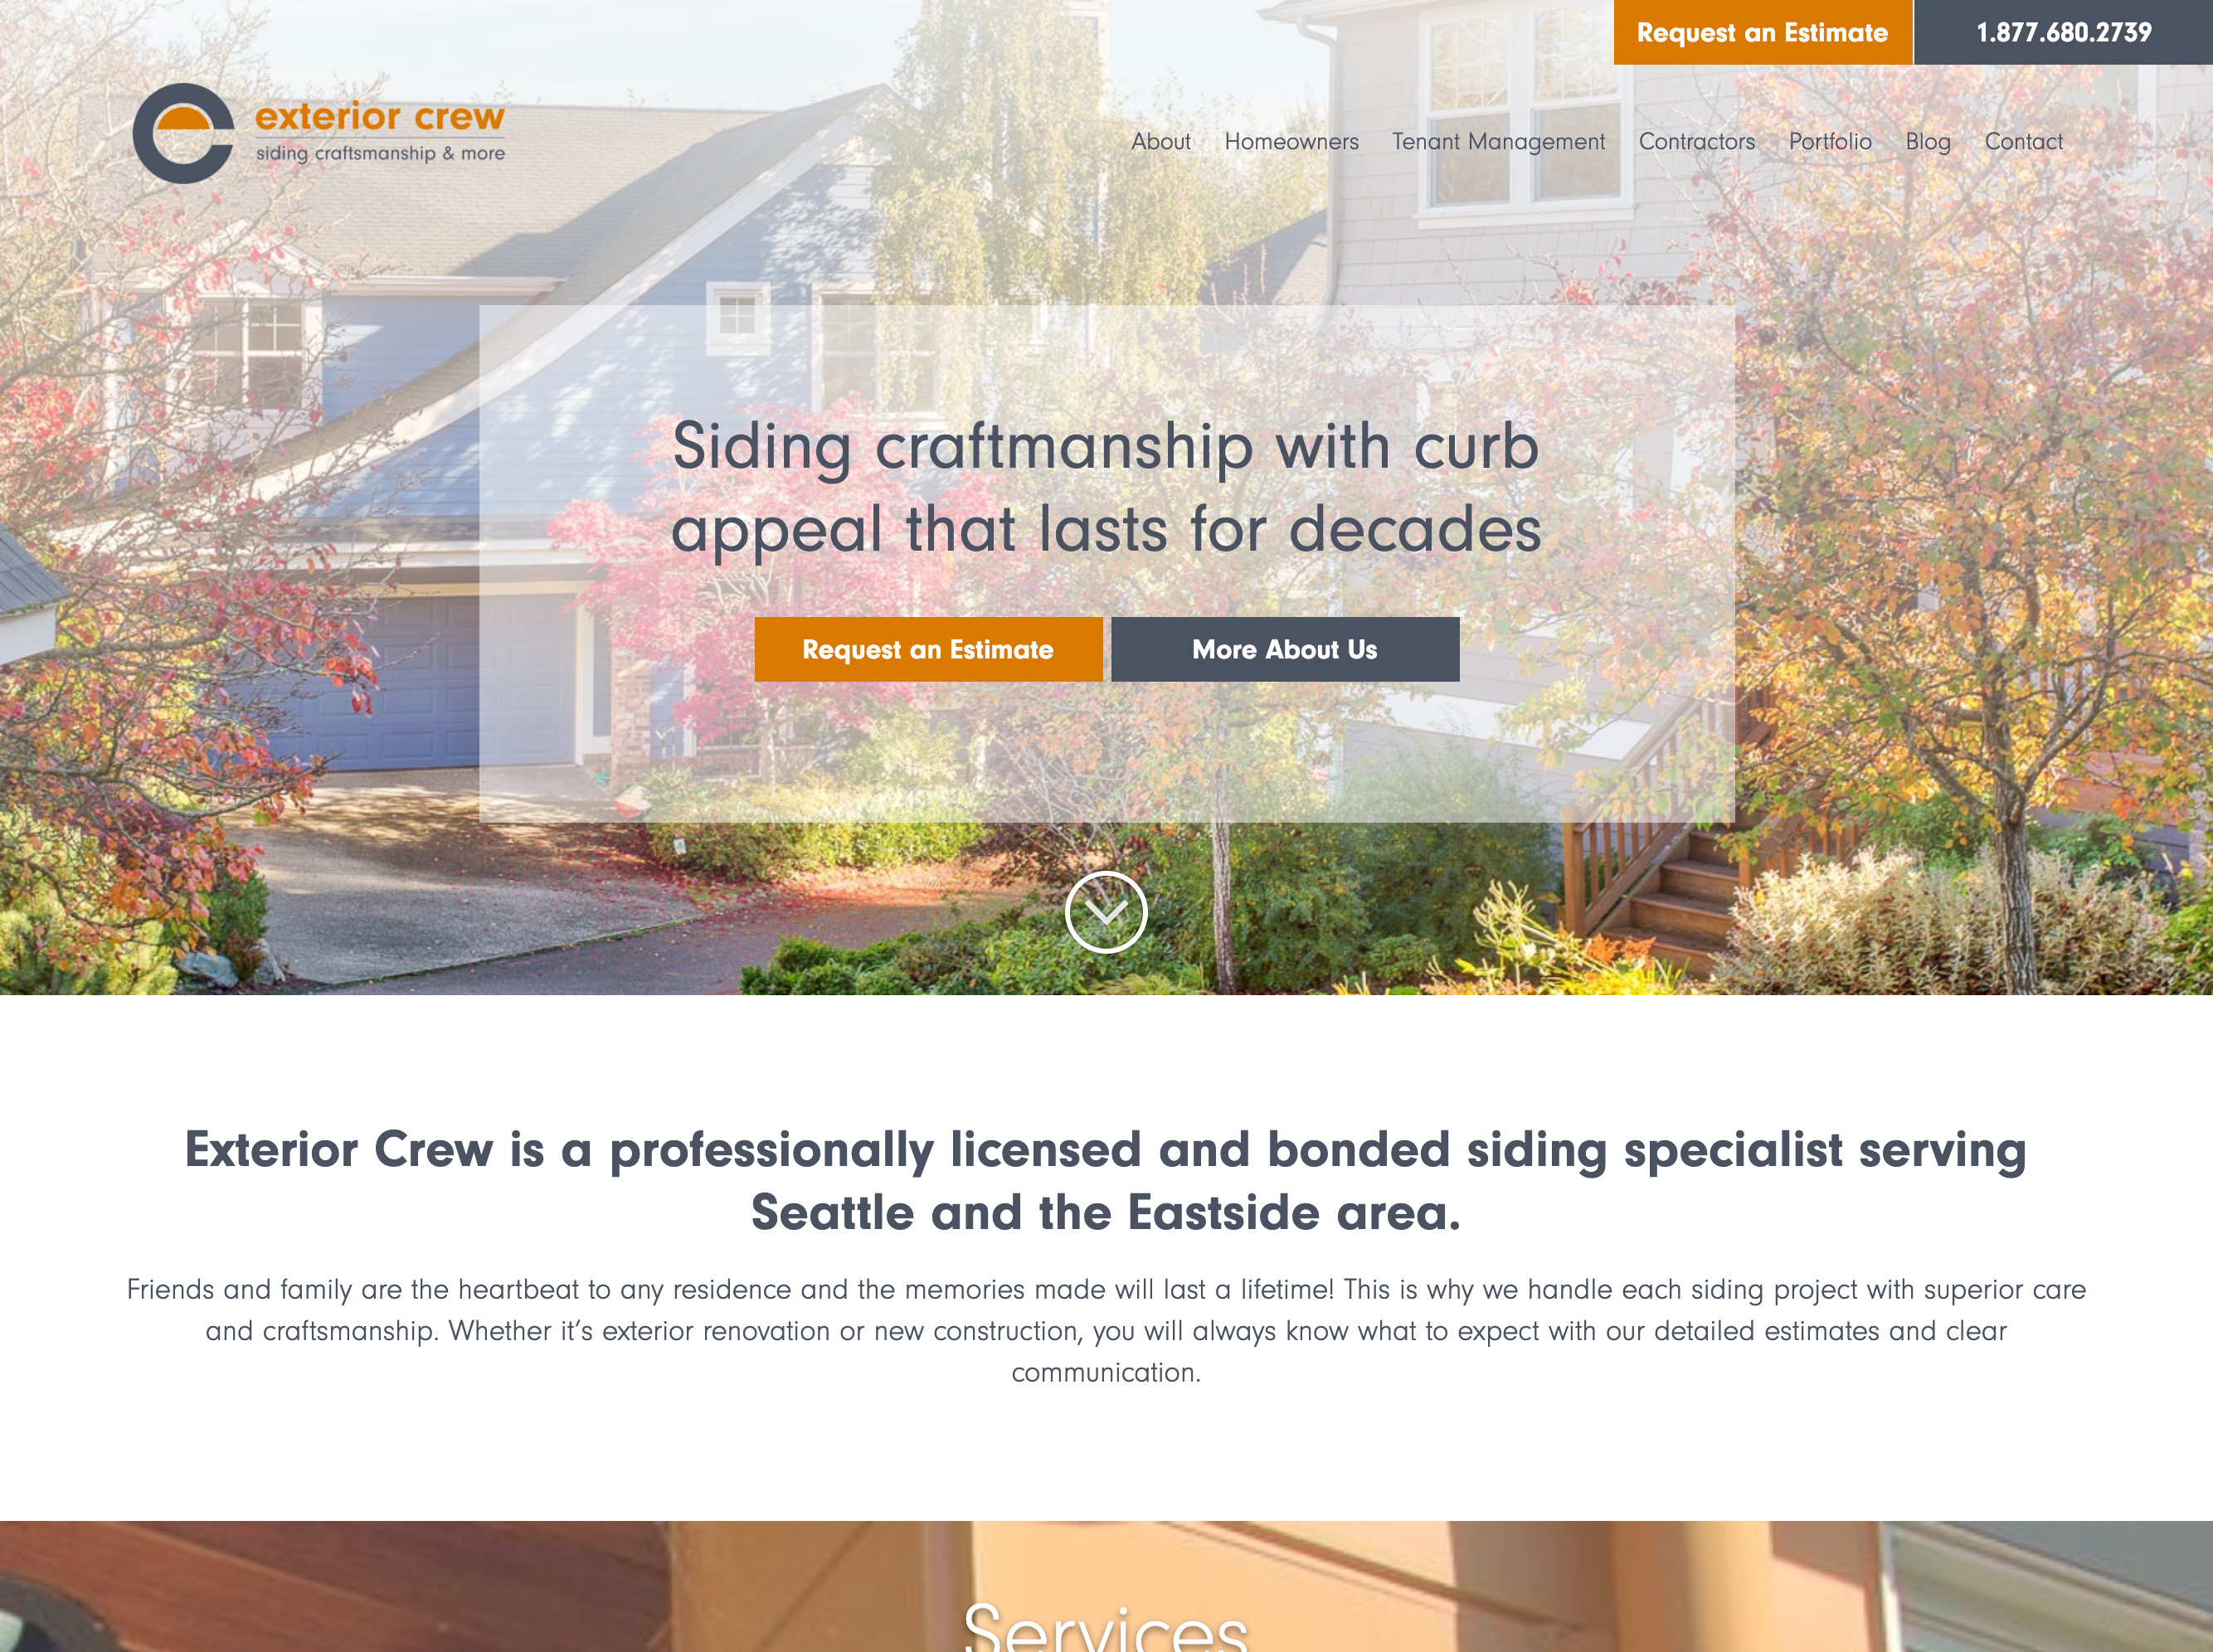 Request an Estimate
1.877.680.2739
exterior crew
siding craftsmanship & more
About
Homeowners
Tenant Management
Contractors
Portfolio
Blog
Contact
Siding craftmanship with curb
appeal that lasts for decades
Request an Estimate
More About Us
Exterior Crew is a professionally licensed and bonded siding specialist serving
Seattle and the Eastside area.
Friends and family are the heartbeat to any residence and the memories made will last a lifetime! This is why we handle each siding project with superior care
and craftsmanship. Whether it’s exterior renovation or new construction, you will always know what to expect with our detailed estimates and clear
communication.
Services